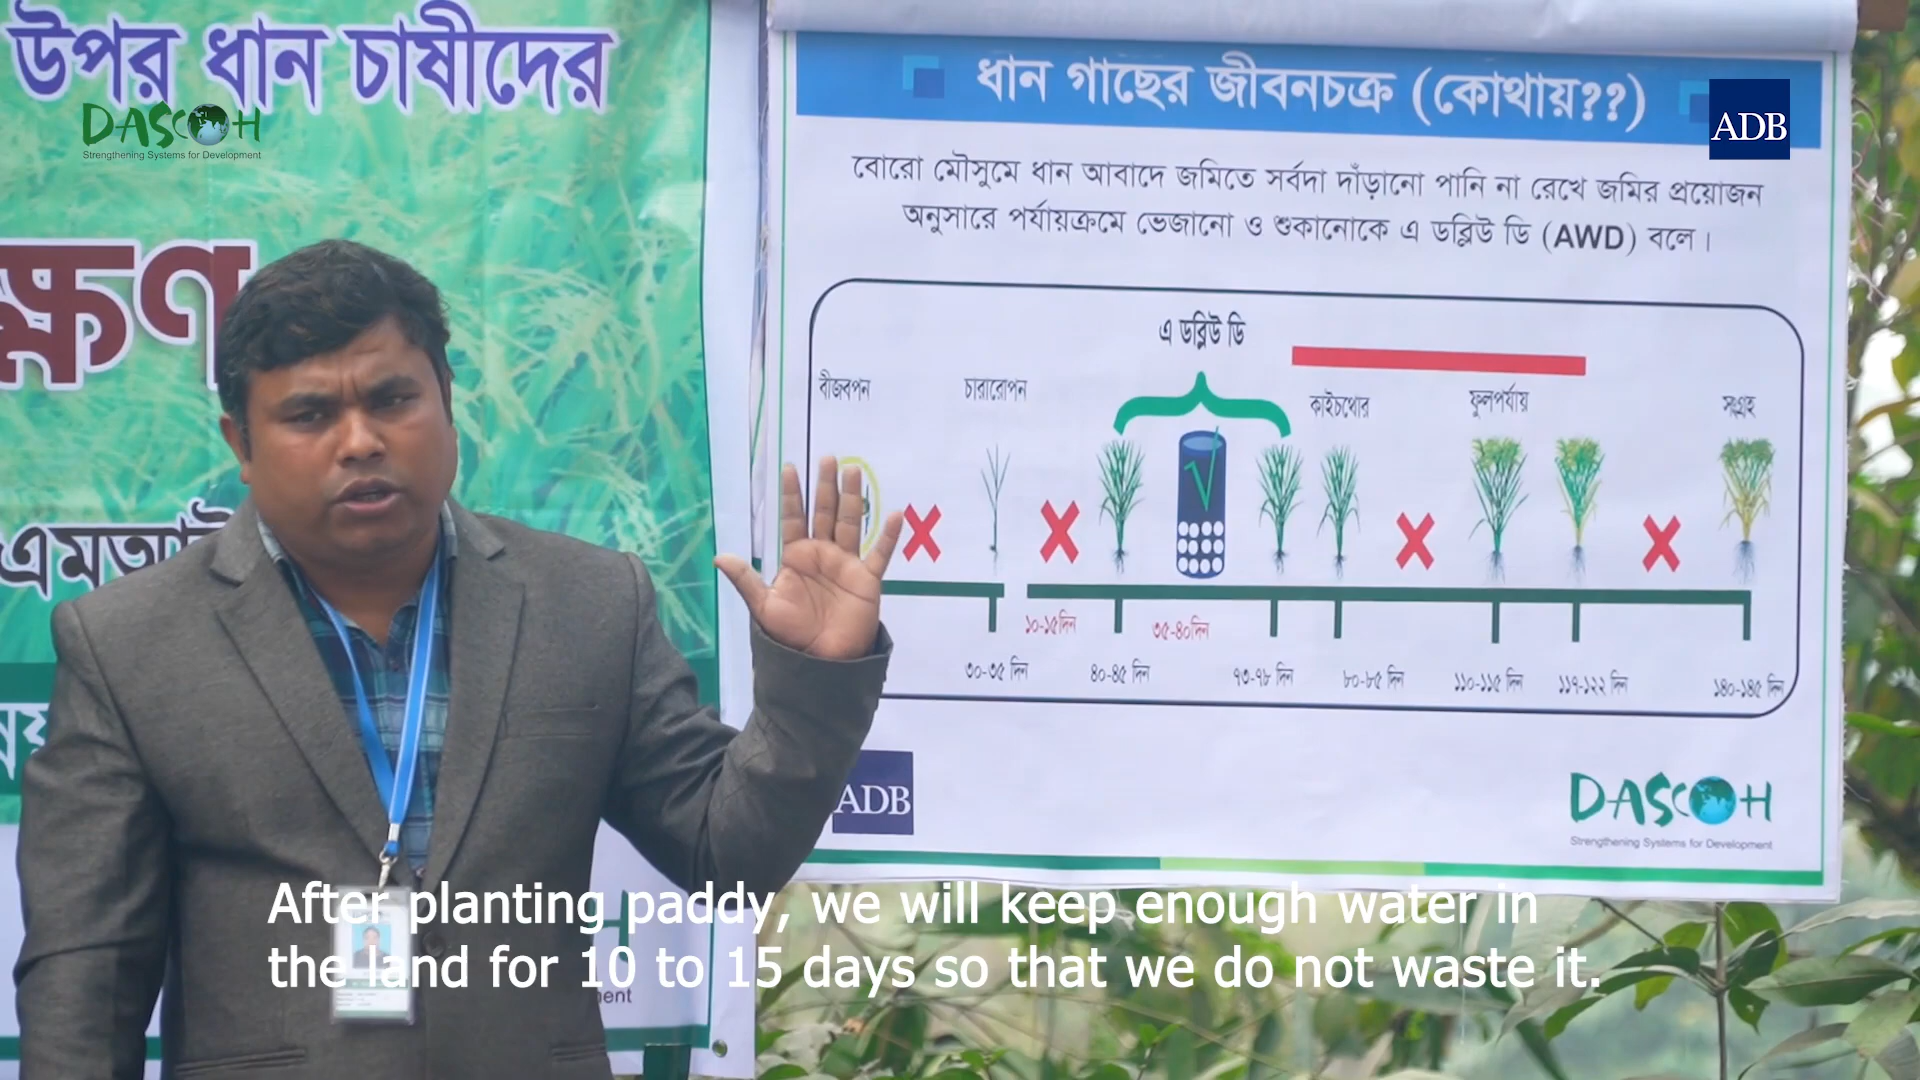 উপর ধান চাষীদের
DASCOH
Strengthening Systems for Development
ক্ষণ
এমআই
ধান গাছের জীবনচক্র (কোথায়??)
ADB
বোরো মৌসুমে ধান আবাদে জমিতে সর্বদা দাঁড়ানো পানি না রেখে জমির প্রয়োজন
অনুসারে পর্যায়ক্রমে ভেজানো ও শুকানোকে এ ডব্লিউ ডি (AWD) বলে।
এ ডব্লিউ ডি
বীজবপন চারারোপন কাইচথোর ফুলপর্যায় সংগ্রহ
১০-১৫দিন ৩৫-৪০দিন
৩০-৩৫ দিন ৪০-৪৫ দিন ৭৩-৭৮ দিন ৮০-৮৫ দিন ১১০-১১৫ দিন ১১৭-১২২ দিন ১৪০-১৪৫ দিন
ADB
DASCOH
Strengthening Systems for Development
After planting paddy, we will keep enough water in
the land for 10 to 15 days so that we do not waste it.